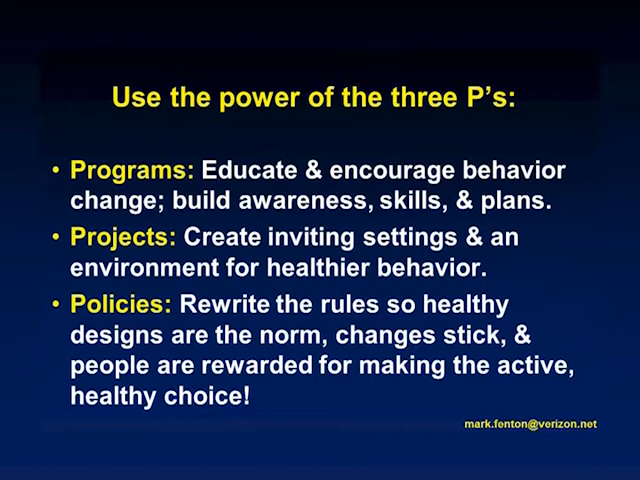 Use the power of the three P's:
• Programs: Educate & encourage behavior
change; build awareness, skills, & plans.
• Projects: Create inviting settings & an
environment for healthier behavior.
• Policies: Rewrite the rules so healthy
designs are the norm, changes stick, &
people are rewarded for making the active,
healthy choice!
mark.fenton@verizon.net